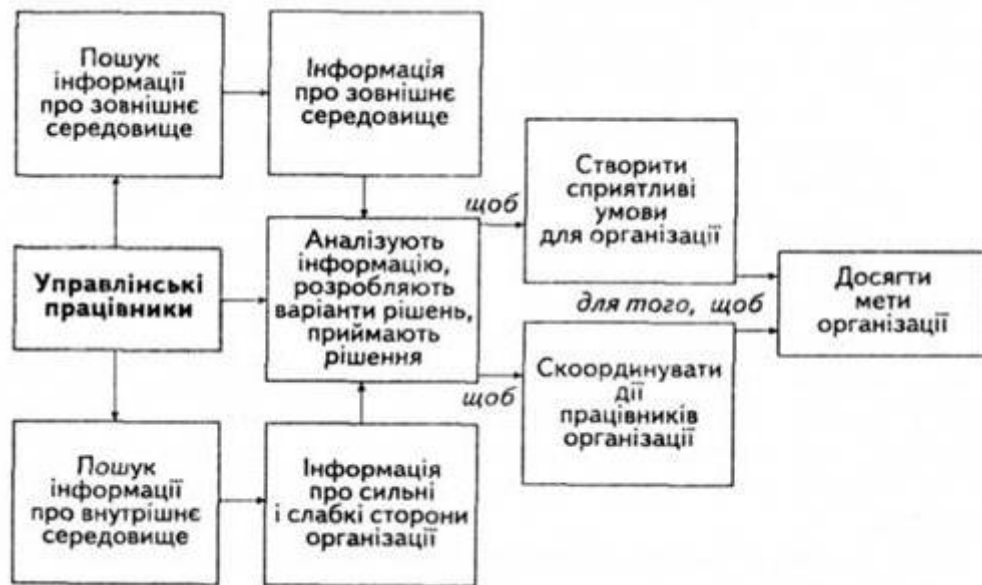 Пошук
інформації
про зовнішнє
середовище
Інформація
про зовнішнє
середовище
Створити
сприятливі
умови
для організації
щоб
Управлінські
працівники
Аналізують
інформацію,
розробляють
варіанти рішень,
приймають
рішення
для того, щоб
Досягти
мети
організації
щоб
Скоординувати
дії
працівників
організації
Пошук
інформації
про внутрішнє
середовище
Інформація
про сильні
і слабкі сторони
організації